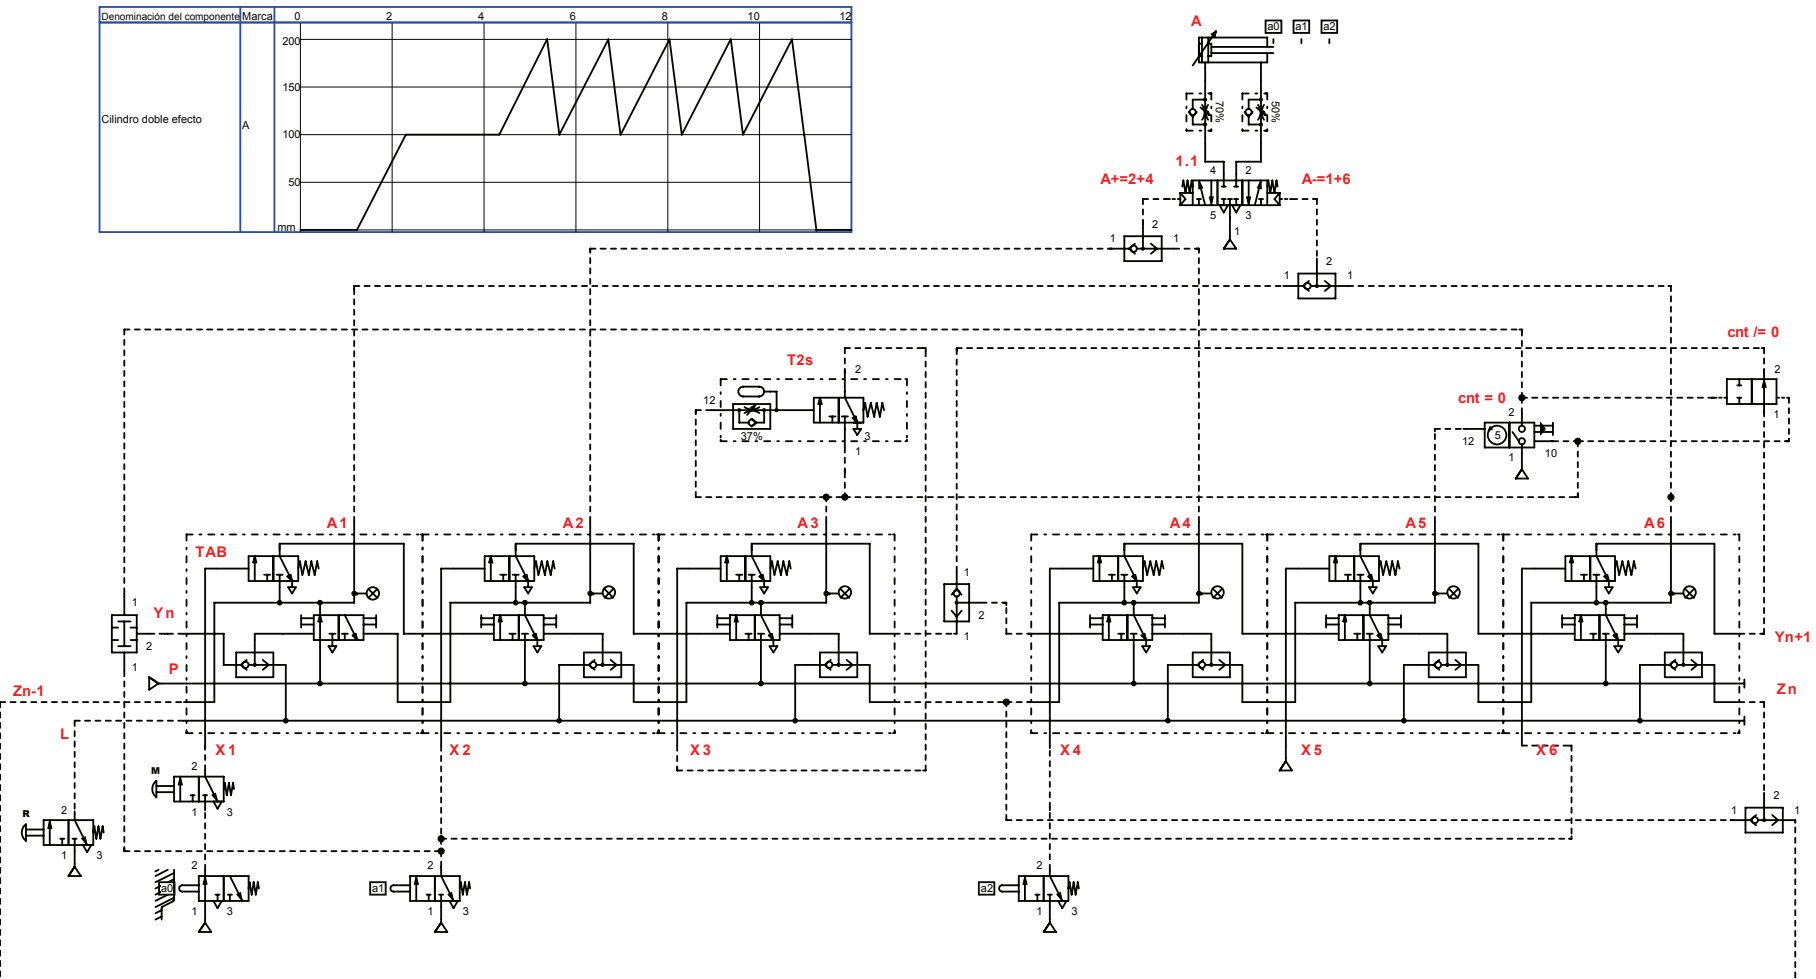 Denominación del componente Marca 0 2 4 6 8 10 12
Cilindro doble efecto A
200
150
100
50
mm
A a0 a1 a2
70% 50%
1.1 4 2
A+=2+4 A-=1+6
5 3
1
1 2 1
1 2 1
cnt /= 0
T2s
2
12
37%
3
1
cnt = 0
2
1
2
12 5
1 10
A1 A2 A3 A4 A5 A6
TAB
1
Yn
2
1
1
2
1
Yn+1
P
Zn-1 Zn
L
X1 X2 X3 X4 X5 X6
M 2
1 3
R 2
1 3
1 2 1
a0 2
1 3
a1 2
1 3
a2 2
1 3